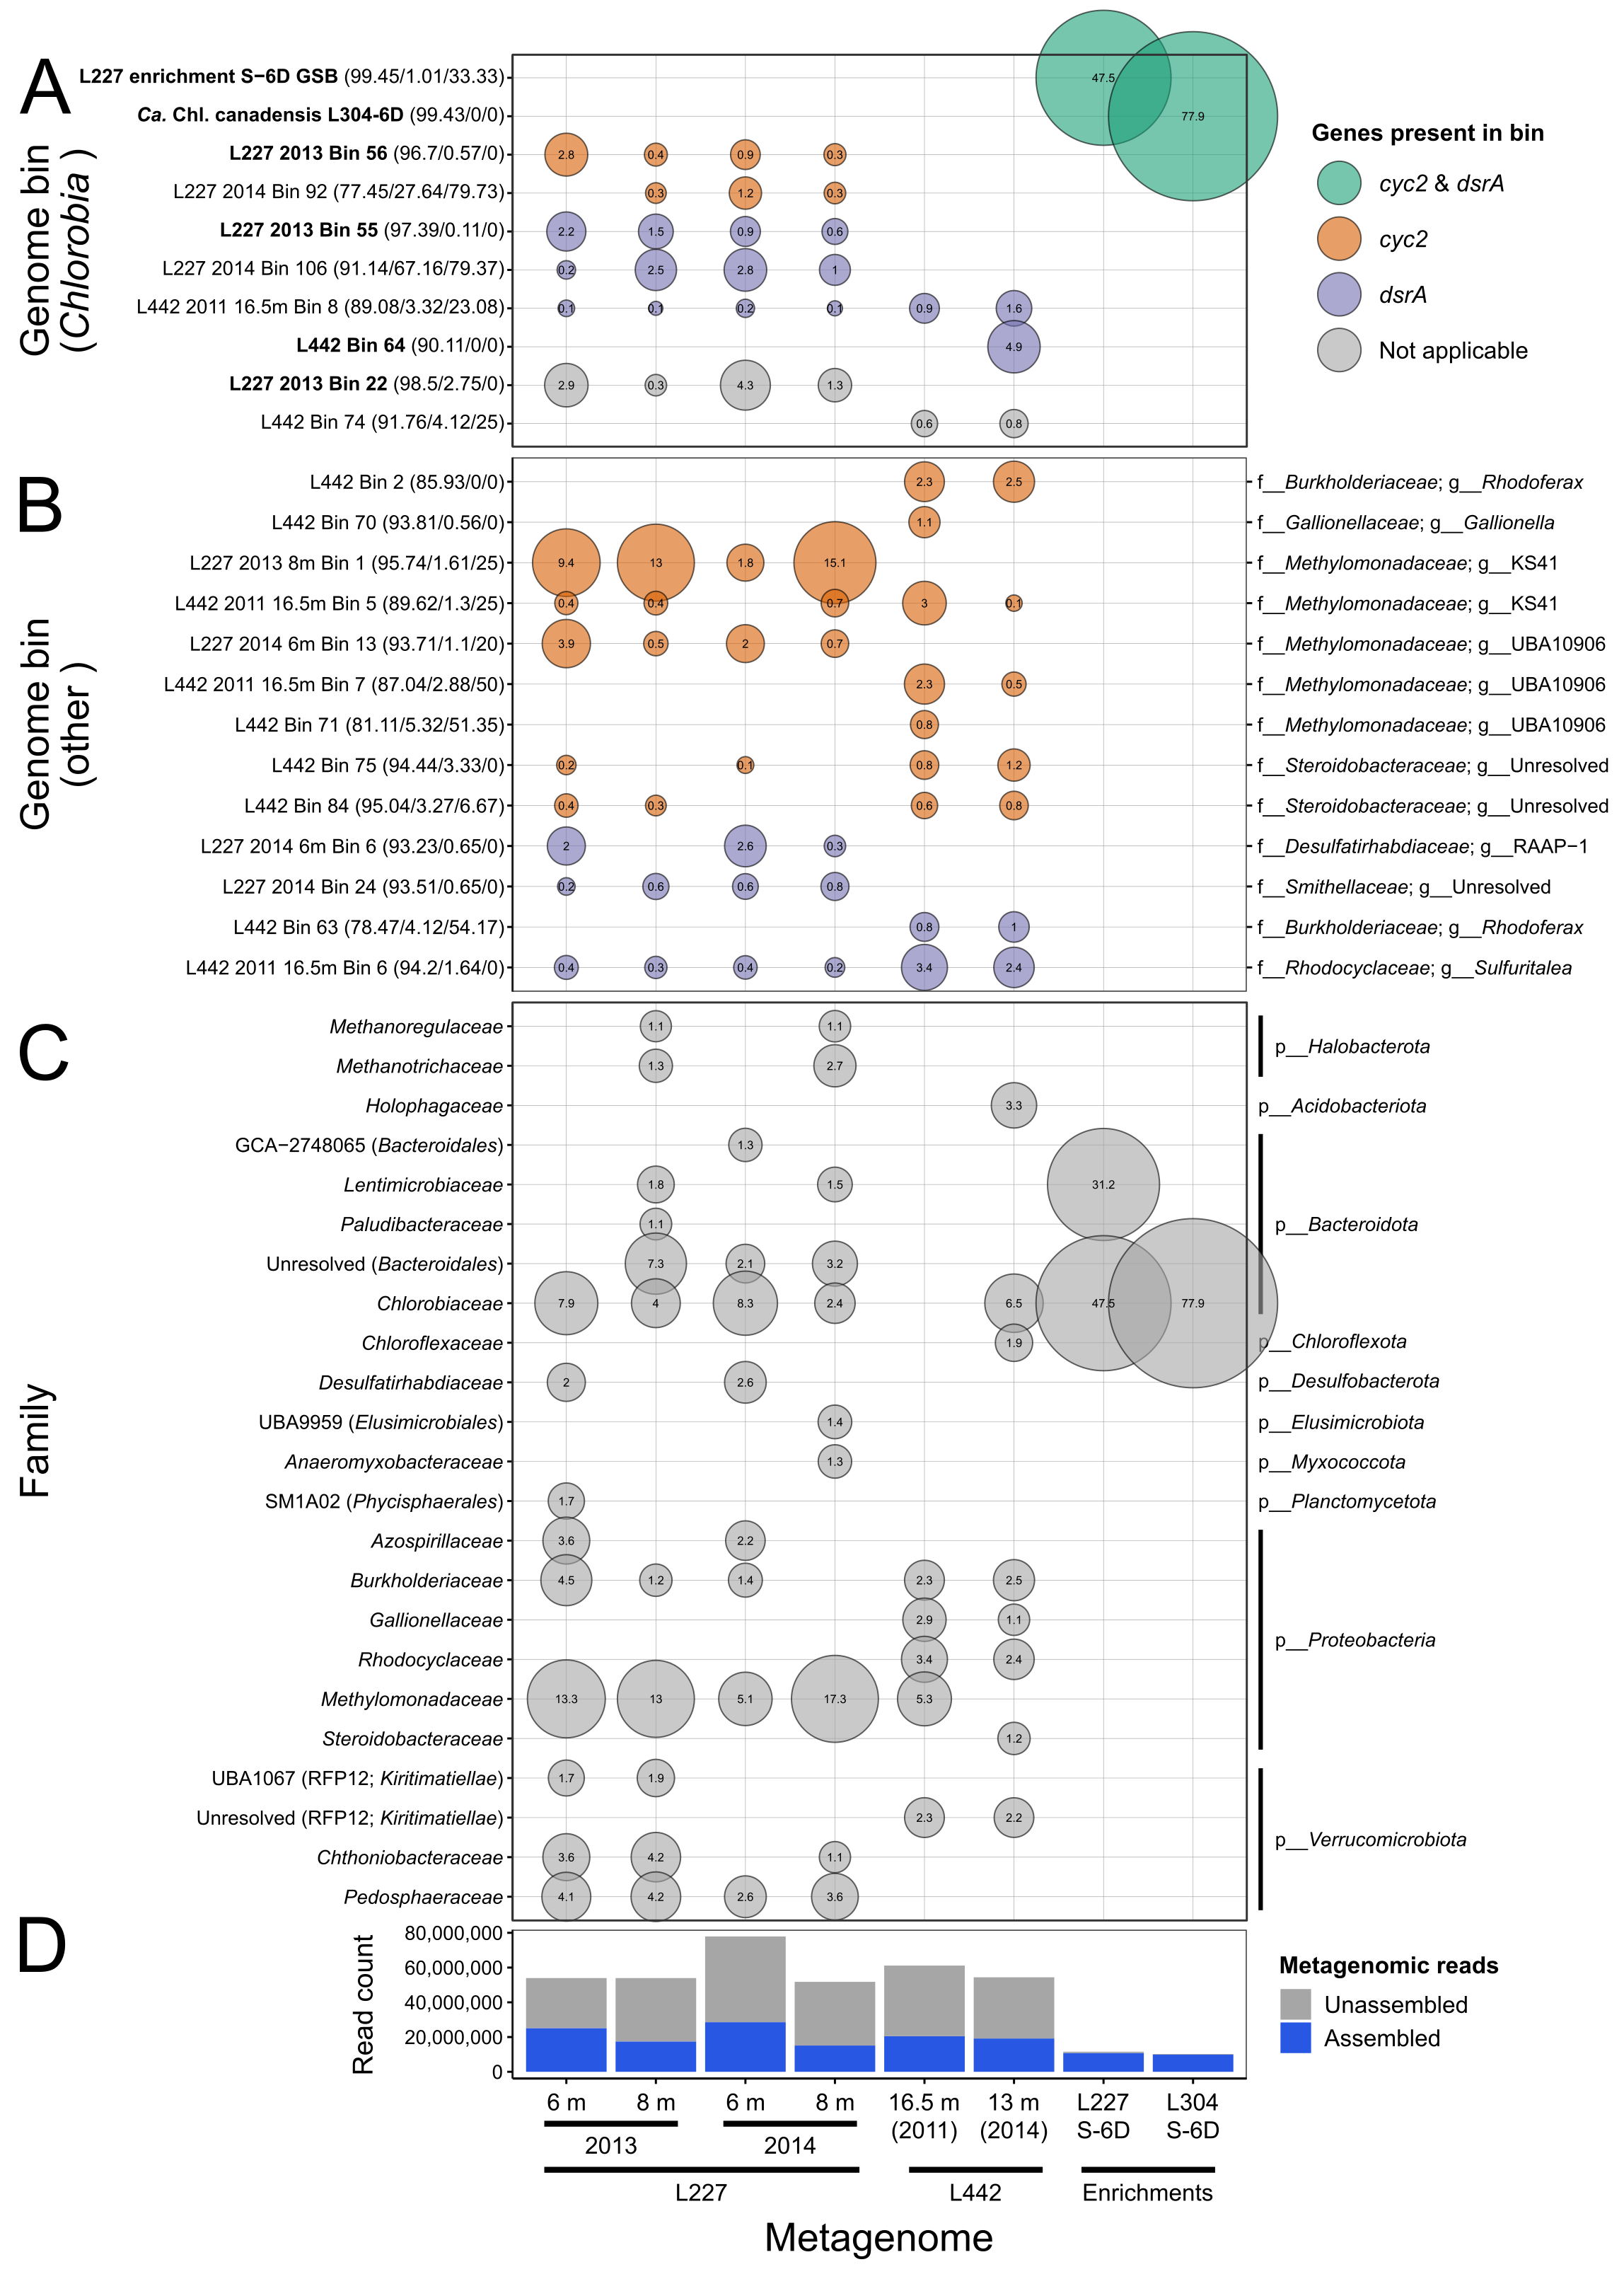 A
Genome bin
(Chlorobia )
L227 enrichment S−6D GSB (99.45/1.01/33.33)
47.5
Ca. Chl. canadensis L304-6D (99.43/0/0)
77.9
L227 2013 Bin 56 (96.7/0.57/0)
2.8 0.4 0.9 0.3
L227 2014 Bin 92 (77.45/27.64/79.73)
0.3 1.2 0.3
L227 2013 Bin 55 (97.39/0.11/0)
2.2 1.5 0.9 0.6
L227 2014 Bin 106 (91.14/67.16/79.37)
0.2 2.5 2.8 1
L442 2011 16.5m Bin 8 (89.08/3.32/23.08)
0.1 0.1 0.2 0.1 0.9 1.6
L442 Bin 64 (90.11/0/0)
4.9
L227 2013 Bin 22 (98.5/2.75/0)
2.9 0.3 4.3 1.3
L442 Bin 74 (91.76/4.12/25)
0.6 0.8
Genes present in bin
cyc2 & dsrA
cyc2
dsrA
Not applicable
B
Genome bin
(other )
L442 Bin 2 (85.93/0/0)
2.3 2.5
f__Burkholderiaceae; g__Rhodoferax
L442 Bin 70 (93.81/0.56/0)
1.1
f__Gallionellaceae; g__Gallionella
L227 2013 8m Bin 1 (95.74/1.61/25)
9.4 13 1.8 15.1
f__Methylomonadaceae; g__KS41
L442 2011 16.5m Bin 5 (89.62/1.3/25)
0.4 0.4 0.7 3 0.1
f__Methylomonadaceae; g__KS41
L227 2014 6m Bin 13 (93.71/1.1/20)
3.9 0.5 2 0.7
f__Methylomonadaceae; g__UBA10906
L442 2011 16.5m Bin 7 (87.04/2.88/50)
2.3 0.5
f__Methylomonadaceae; g__UBA10906
L442 Bin 71 (81.11/5.32/51.35)
0.8
f__Methylomonadaceae; g__UBA10906
L442 Bin 75 (94.44/3.33/0)
0.2 0.1 0.8 1.2
f__Steroidobacteraceae; g__Unresolved
L442 Bin 84 (95.04/3.27/6.67)
0.4 0.3 0.6 0.8
f__Steroidobacteraceae; g__Unresolved
L227 2014 6m Bin 6 (93.23/0.65/0)
2 2.6 0.3
f__Desulfatirhabdiaceae; g__RAAP−1
L227 2014 Bin 24 (93.51/0.65/0)
0.2 0.6 0.6 0.8
f__Smithellaceae; g__Unresolved
L442 Bin 63 (78.47/4.12/54.17)
0.8 1
f__Burkholderiaceae; g__Rhodoferax
L442 2011 16.5m Bin 6 (94.2/1.64/0)
0.4 0.3 0.4 0.2 3.4 2.4
f__Rhodocyclaceae; g__Sulfuritalea
C
Family
Methanoregulaceae
1.1 1.1
Methanotrichaceae
1.3 2.7
p__Halobacterota
Holophagaceae
3.3
p__Acidobacteriota
GCA−2748065 (Bacteroidales)
1.3
Lentimicrobiaceae
1.8 1.5 31.2
Paludibacteraceae
1.1
p__Bacteroidota
Unresolved (Bacteroidales)
7.3 2.1 3.2
Chlorobiaceae
7.9 4 8.3 2.4 6.5 47.5 77.9
Chloroflexaceae
1.9
p__Chloroflexota
Desulfatirhabdiaceae
2 2.6
p__Desulfobacterota
UBA9959 (Elusimicrobiales)
1.4
p__Elusimicrobiota
Anaeromyxobacteraceae
1.3
p__Myxococcota
SM1A02 (Phycisphaerales)
1.7
p__Planctomycetota
Azospirillaceae
3.6 2.2
Burkholderiaceae
4.5 1.2 1.4 2.3 2.5
Gallionellaceae
2.9 1.1
p__Proteobacteria
Rhodocyclaceae
3.4 2.4
Methylomonadaceae
13.3 13 5.1 17.3 5.3
Steroidobacteraceae
1.2
UBA1067 (RFP12; Kiritimatiellae)
1.7 1.9
Unresolved (RFP12; Kiritimatiellae)
2.3 2.2
p__Verrucomicrobiota
Chthoniobacteraceae
3.6 4.2 1.1
Pedosphaeraceae
4.1 4.2 2.6 3.6
D
Read count
80,000,000
60,000,000
40,000,000
20,000,000
0
Metagenomic reads
Unassembled
Assembled
6 m 8 m 6 m 8 m 16.5 m 13 m L227 L304
(2011) (2014) S-6D S-6D
2013 2014
L227 L442 Enrichments
Metagenome